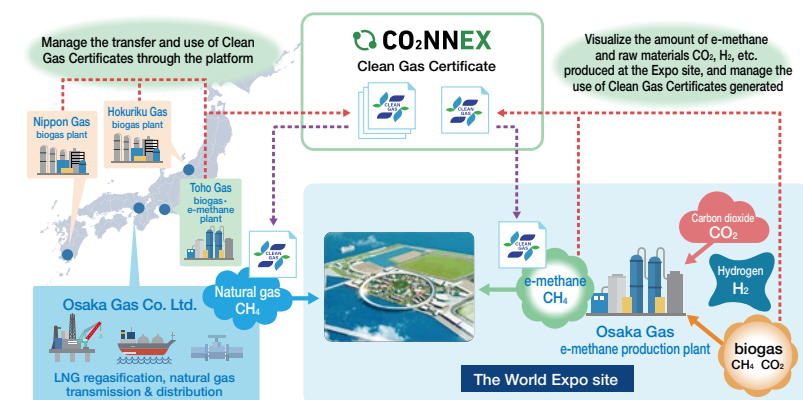 Manage the transfer and use of Clean
Gas Certificates through the platform
CO₂NNEX
Clean Gas Certificate
CLEAN
GAS
CLEAN
GAS
Visualize the amount of e-methane
and raw materials CO₂, H₂, etc.
produced at the Expo site, and manage the
use of Clean Gas Certificates generated
Nippon Gas
biogas plant
Hokuriku Gas
biogas plant
Toho Gas
biogas・
e-methane
plant
CLEAN
GAS
Natural gas
CH₄
Osaka Gas Co. Ltd.
LNG regasification, natural gas
transmission & distribution
CLEAN
GAS
e-methane
CH₄
Carbon dioxide
CO₂
Hydrogen
H₂
biogas
CH₄ CO₂
Osaka Gas
e-methane production plant
The World Expo site